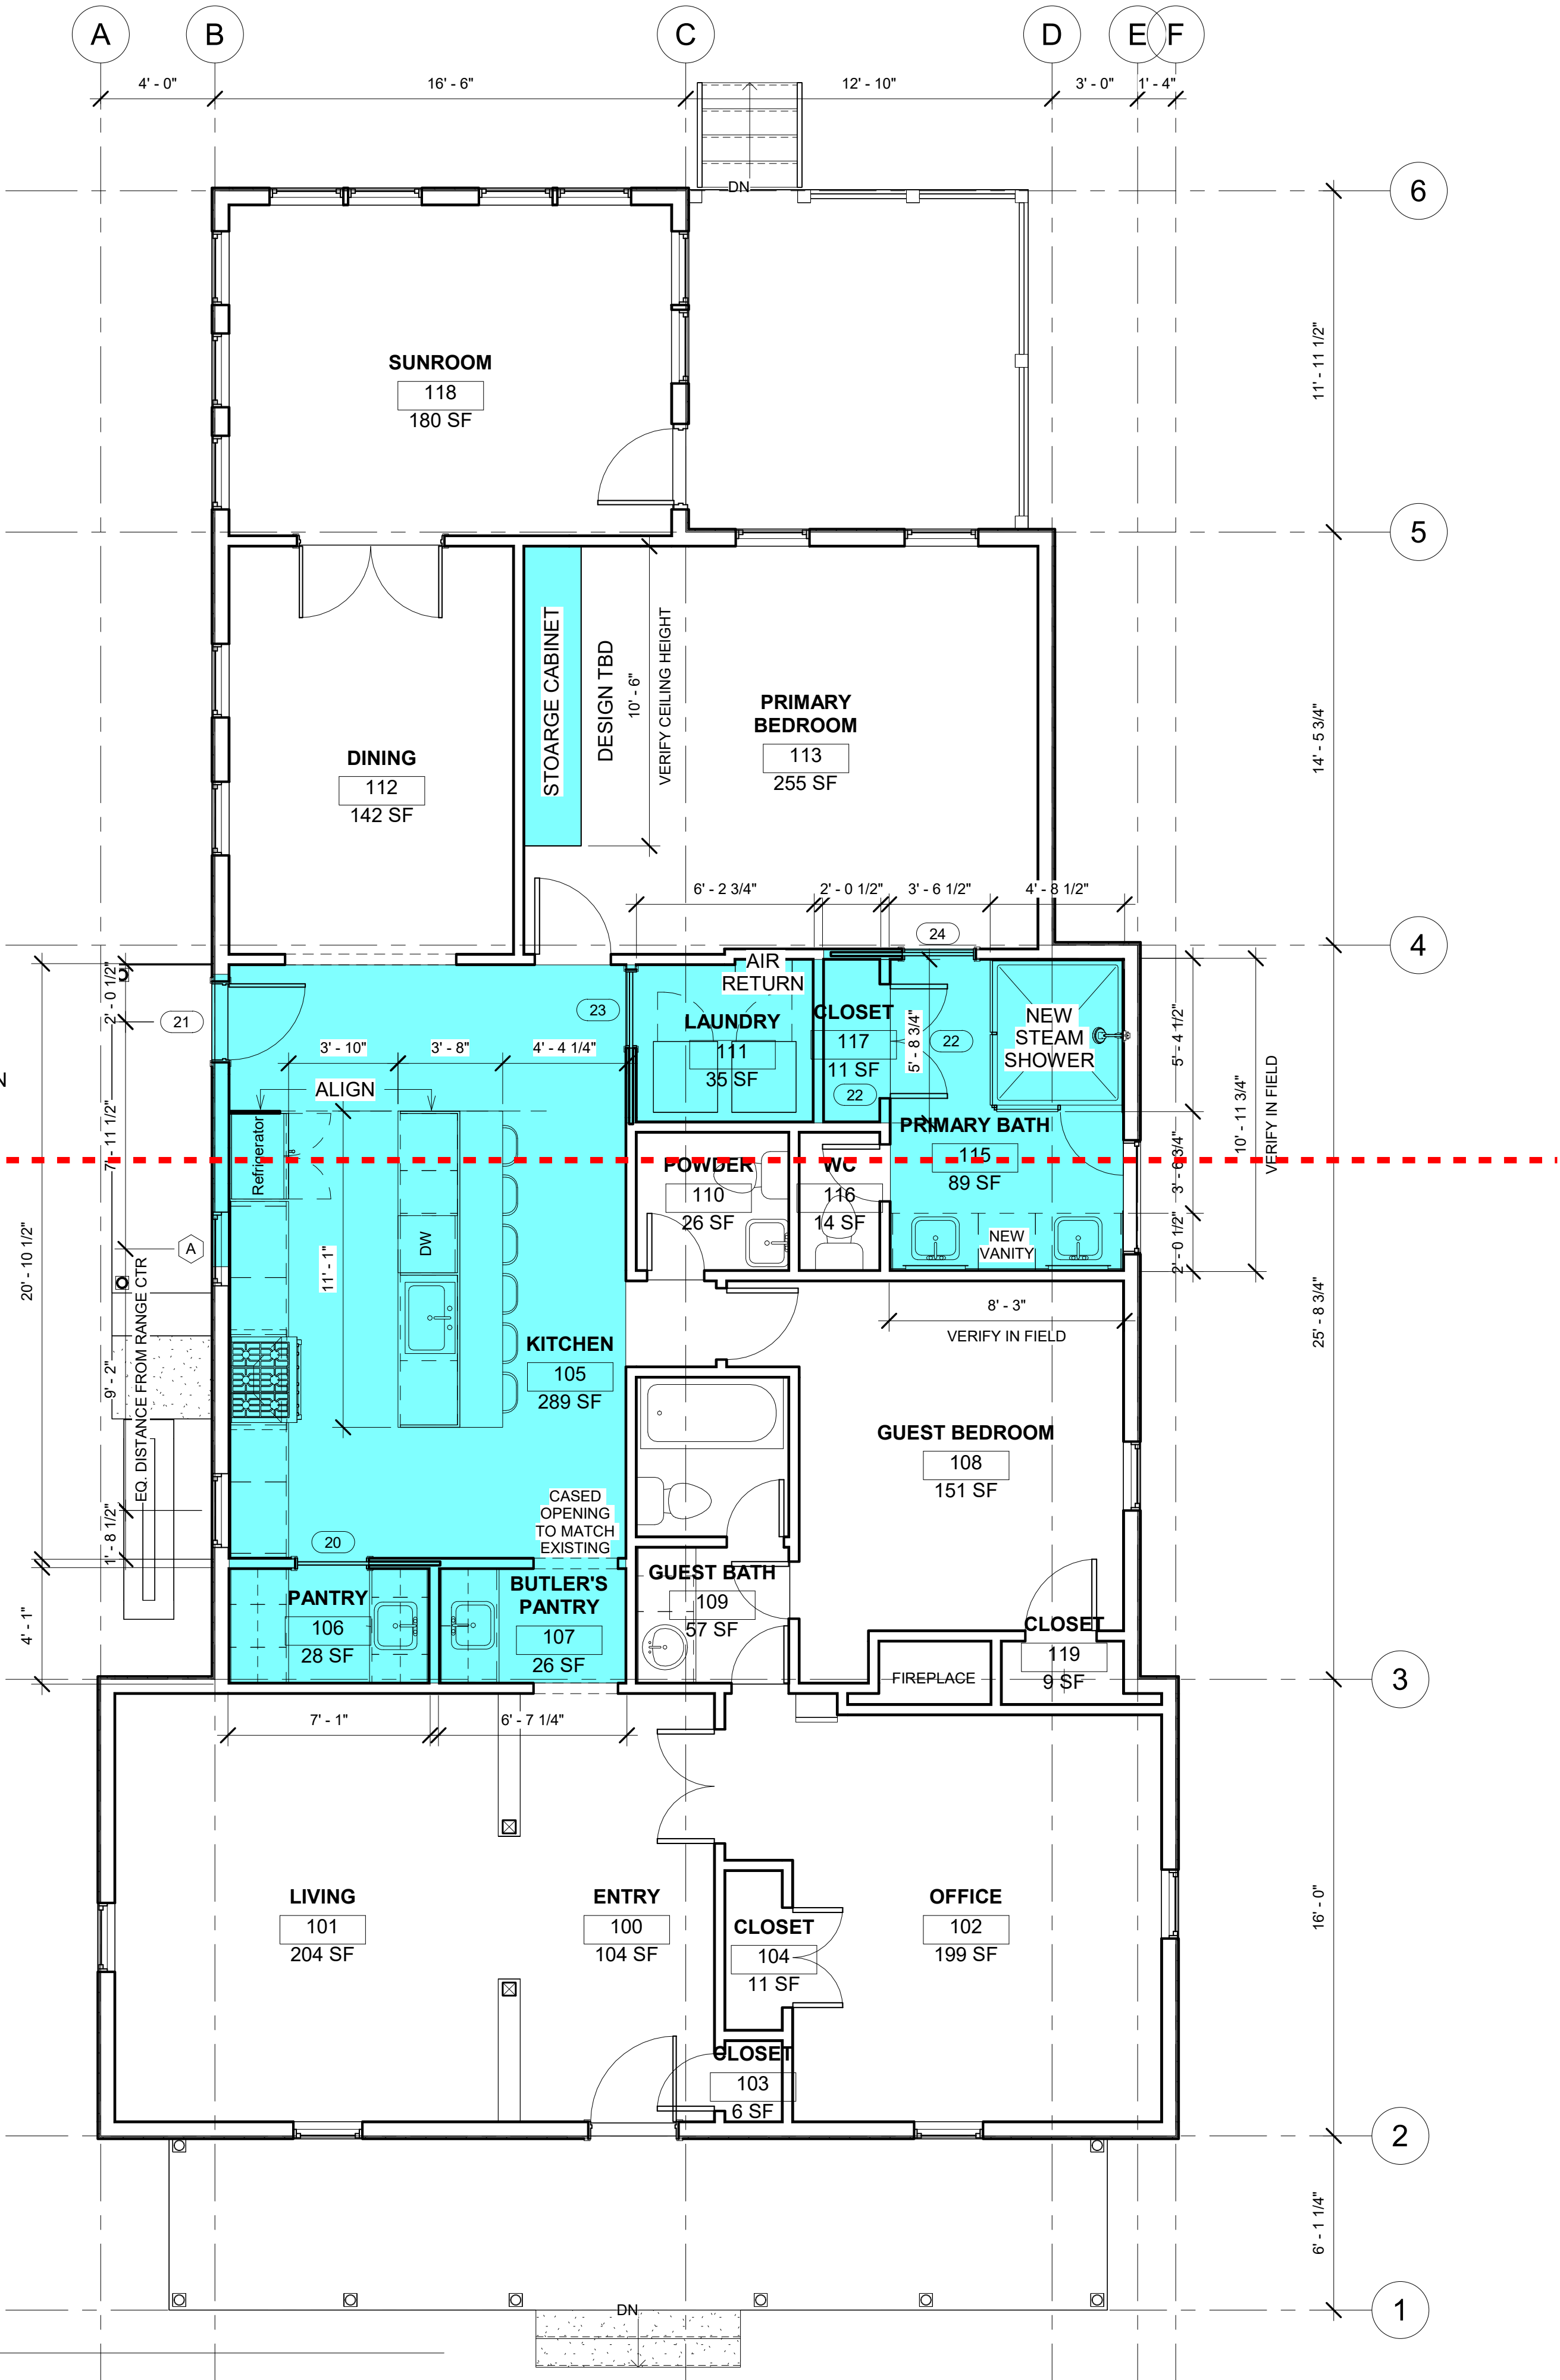 A
B
C
D
E
F
4' - 0"
16' - 6"
12' - 10"
3' - 0"
1' - 4"
DN
6
SUNROOM
118
180 SF
11' - 11 1/2"
5
STOARGE CABINET
DESIGN TBD
10' - 6"
VERIFY CEILING HEIGHT
PRIMARY
BEDROOM
113
255 SF
14' - 5 3/4"
DINING
112
142 SF
6' - 2 3/4"
2' - 0 1/2"
3' - 6 1/2"
4' - 8 1/2"
24
4
AIR
RETURN
2' - 0 1/2"
21
23
LAUNDRY
111
35 SF
CLOSET
117
11 SF
22
5' - 8 3/4"
22
NEW
STEAM
SHOWER
5' - 4 1/2"
3' - 10"
3' - 8"
4' - 4 1/4"
ALIGN
N
7' - 11 1/2"
Refrigerator
PRIMARY BATH
115
89 SF
3' - 6 3/4"
10' - 11 3/4"
VERIFY IN FIELD
POWDER
110
26 SF
WC
116
14 SF
NEW
VANITY
2' - 0 1/2"
A
20' - 10 1/2"
11' - 1"
DW
8' - 3"
VERIFY IN FIELD
25' - 8 3/4"
KITCHEN
105
289 SF
9' - 2"
EQ. DISTANCE FROM RANGE CTR
GUEST BEDROOM
108
151 SF
CASED
OPENING
TO MATCH
EXISTING
1' - 8 1/2"
20
4' - 1"
PANTRY
106
28 SF
BUTLER'S
PANTRY
107
26 SF
GUEST BATH
109
57 SF
CLOSET
119
9 SF
FIREPLACE
3
7' - 1"
6' - 7 1/4"
LIVING
101
204 SF
ENTRY
100
104 SF
CLOSET
104
11 SF
OFFICE
102
199 SF
16' - 0"
CLOSET
103
6 SF
2
6' - 1 1/4"
DN
1